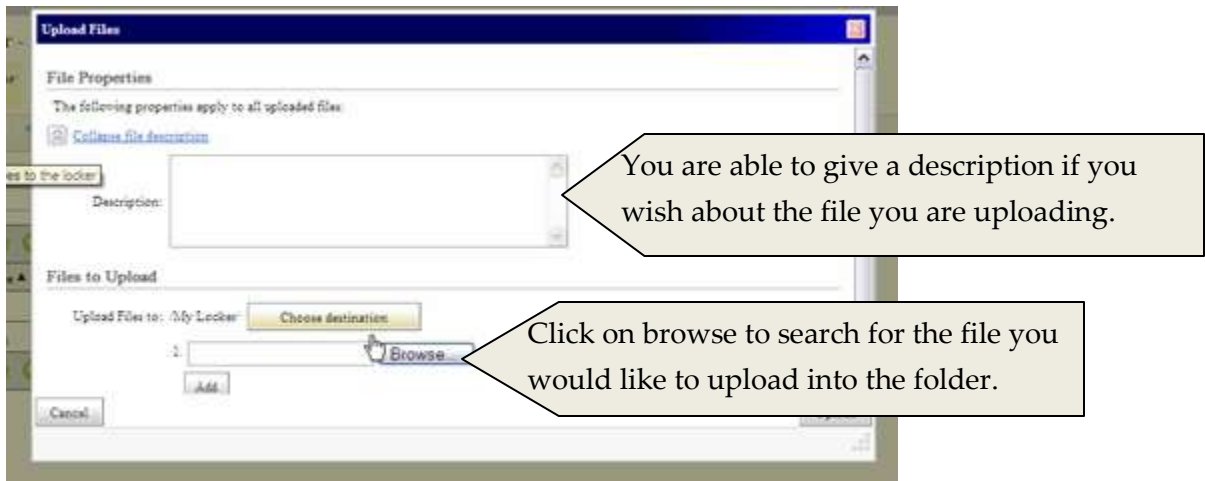 Upload Files
File Properties
The following properties apply to all uploaded files:
Collapse file description
es to the locker
Description:
You are able to give a description if you
wish about the file you are uploading.
Files to Upload
Upload Files to: /My Locker Choose destination
Browse...
Click on browse to search for the file you
would like to upload into the folder.
Add
Cancel